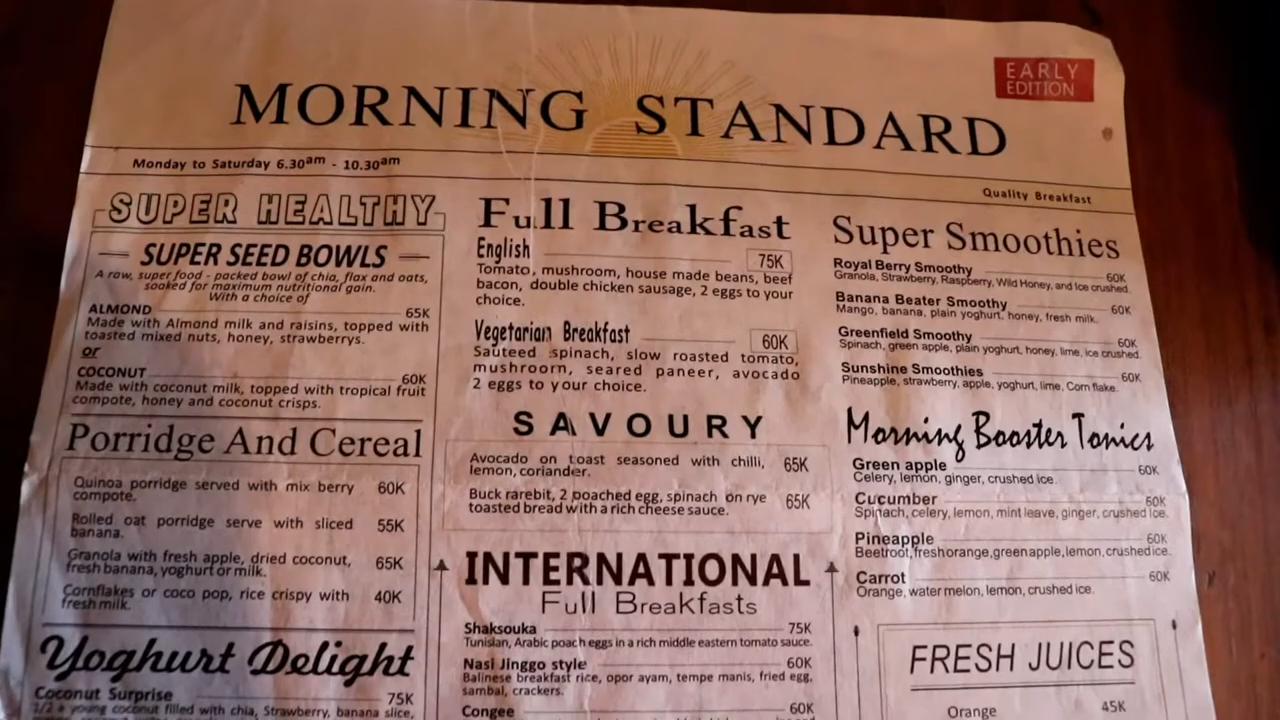 EARLY
EDITION
MORNING STANDARD
Monday to Saturday 6.30am - 10.30am
Quality Breakfast
SUPER HEALTHY
SUPER SEED BOWLS
A raw, super food - packed bowl of chia, flax and oats,
soaked for maximum nutritional gain.
With a choice of
ALMOND 65K
Made with Almond milk and raisins, topped with
toasted mixed nuts, honey, strawberrys.
or
COCONUT 60K
Made with coconut milk, topped with tropical fruit
compote, honey and coconut crisps.
Porridge And Cereal
Quinoa porridge served with mix berry 60K
compote.
Rolled oat porridge serve with sliced 55K
banana.
Granola with fresh apple, dried coconut, 65K
fresh banana, yoghurt or milk.
Cornflakes or coco pop, rice crispy with 40K
fresh milk.
Yoghurt Delight
Coconut Surprise 75K
1/2 a young coconut filled with chia, Strawberry, banana slice,
Full Breakfast
English 75K
Tomato, mushroom, house made beans, beef
bacon, double chicken sausage, 2 eggs to your
choice.
Vegetarian Breakfast 60K
Sauteed spinach, slow roasted tomato,
mushroom, seared paneer, avocado
2 eggs to your choice.
SAVOURY
Avocado on toast seasoned with chilli, 65K
lemon, coriander.
Buck rarebit, 2 poached egg, spinach on rye 65K
toasted bread with a rich cheese sauce.
INTERNATIONAL
Full Breakfasts
Shaksouka 75K
Tunisian, Arabic poach eggs in a rich middle eastern tomato sauce.
Nasi Jinggo style 60K
Balinese breakfast rice, opor ayam, tempe manis, fried egg,
sambal, crackers.
Congee 60K
Super Smoothies
Royal Berry Smoothy 60K
Granola, Strawberry, Raspberry, Wild Honey, and Ice crushed.
Banana Beater Smoothy 60K
Mango, banana, plain yoghurt, honey, fresh milk.
Greenfield Smoothy 60K
Spinach, green apple, plain yoghurt, honey, lime, ice crushed.
Sunshine Smoothies 60K
Pineapple, strawberry, apple, yoghurt, lime, Corn flake.
Morning Booster Tonics
Green apple 60K
Celery, lemon, ginger, crushed ice.
Cucumber 60K
Spinach, celery, lemon, mint leave, ginger, crushed ice.
Pineapple 60K
Beetroot, fresh orange, green apple, lemon, crushed ice.
Carrot 60K
Orange, water melon, lemon, crushed ice.
FRESH JUICES
Orange 45K